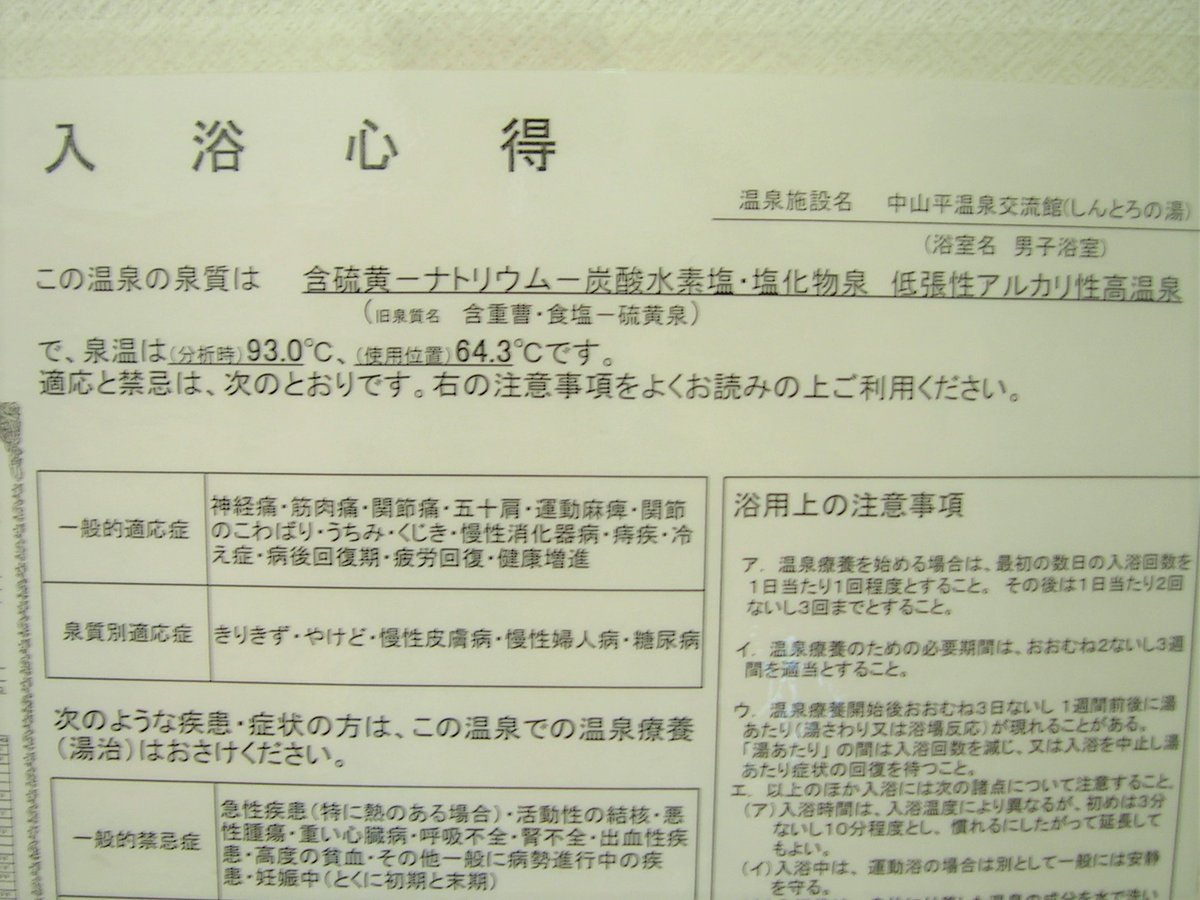 入浴心得
温泉施設名 中山平温泉交流館(しんとろの湯)
(浴室名 男子浴室)
この温泉の泉質は 含硫黄ーナトリウムー炭酸水素塩・塩化物泉 低張性アルカリ性高温泉
(旧泉質名 含重曹・食塩ー硫黄泉)
で、泉温は(分析時)93.0℃、(使用位置)64.3℃です。
適応と禁忌は、次のとおりです。右の注意事項をよくお読みの上ご利用ください。
一般的適応症
神経痛・筋肉痛・関節痛・五十肩・運動麻痺・関節
のこわばり・うちみ・くじき・慢性消化器病・痔疾・冷
え症・病後回復期・疲労回復・健康増進
泉質別適応症
きりきず・やけど・慢性皮膚病・慢性婦人病・糖尿病
次のような疾患・症状の方は、この温泉での温泉療養
(湯治)はおさけください。
一般的禁忌症
急性疾患(特に熱のある場合)・活動性の結核・悪
性腫瘍・重い心臓病・呼吸不全・腎不全・出血性疾
患・高度の貧血・その他一般に病勢進行中の疾
患・妊娠中(とくに初期と末期)
浴用上の注意事項
ア. 温泉療養を始める場合は、最初の数日の入浴回数を
1日当たり1回程度とすること。その後は1日当たり2回
ないし3回までとすること。
イ. 温泉療養のための必要期間は、おおむね2ないし3週
間を適当とすること。
ウ. 温泉療養開始後おおむね3日ないし1週間前後に湯
あたり(湯さわり又は浴場反応)が現れることがある。
「湯あたり」の間は入浴回数を減じ、又は入浴を中止し湯
あたり症状の回復を待つこと。
エ. 以上のほか入浴には次の諸点について注意すること。
(ア)入浴時間は、入浴温度により異なるが、初めは3分
ないし10分程度とし、慣れるにしたがって延長して
もよい。
(イ)入浴中は、運動浴の場合は別として一般には安静
を守る。